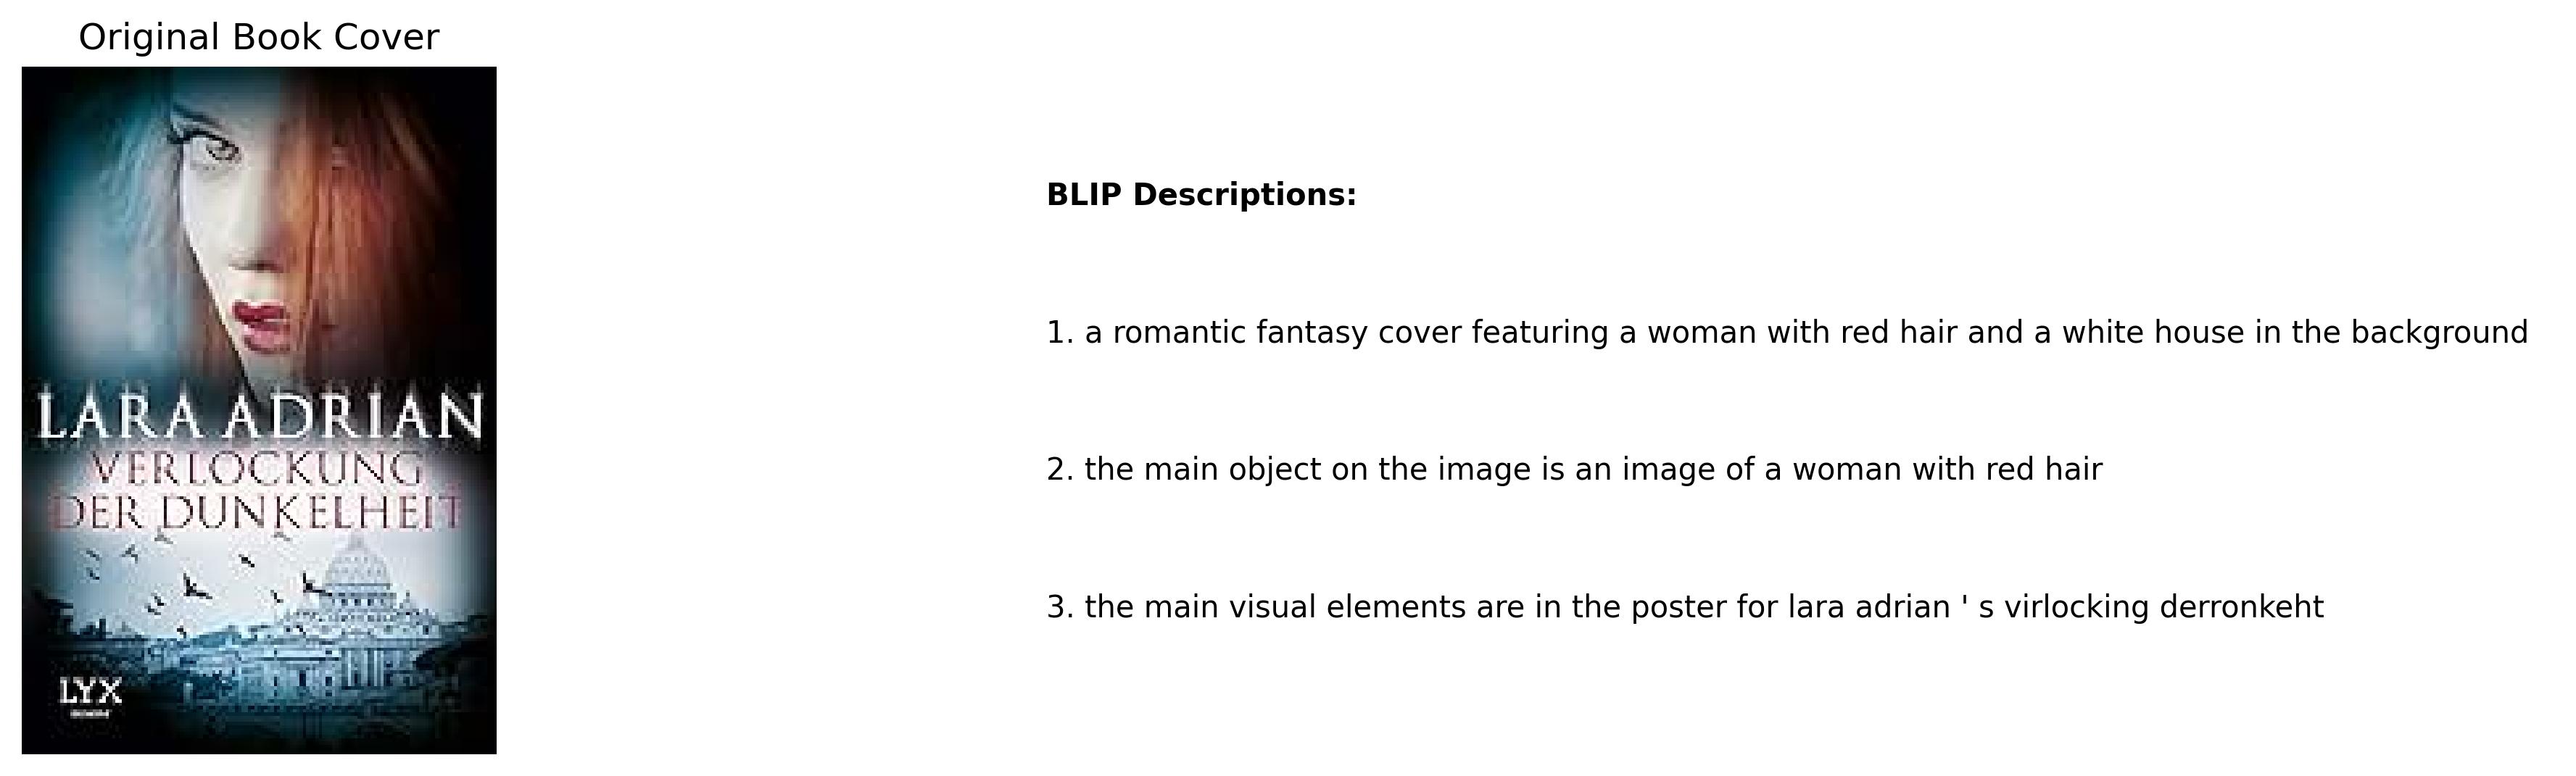 Original Book Cover
LARA ADRIAN
VERLOCKUNG
DER DUNKELHEIT
LYX
BLIP Descriptions:
1. a romantic fantasy cover featuring a woman with red hair and a white house in the background
2. the main object on the image is an image of a woman with red hair
3. the main visual elements are in the poster for lara adrian ' s virlocking derronkeht